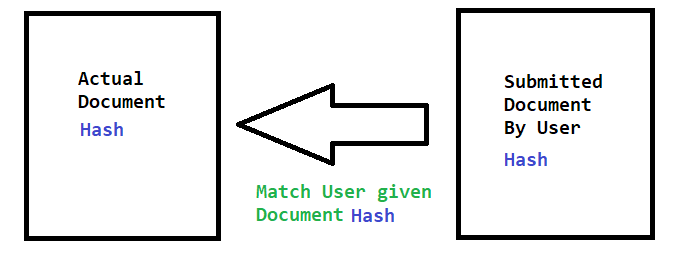 Actual
Document
Hash
Match User given
Document Hash
Submitted
Document
By User
Hash